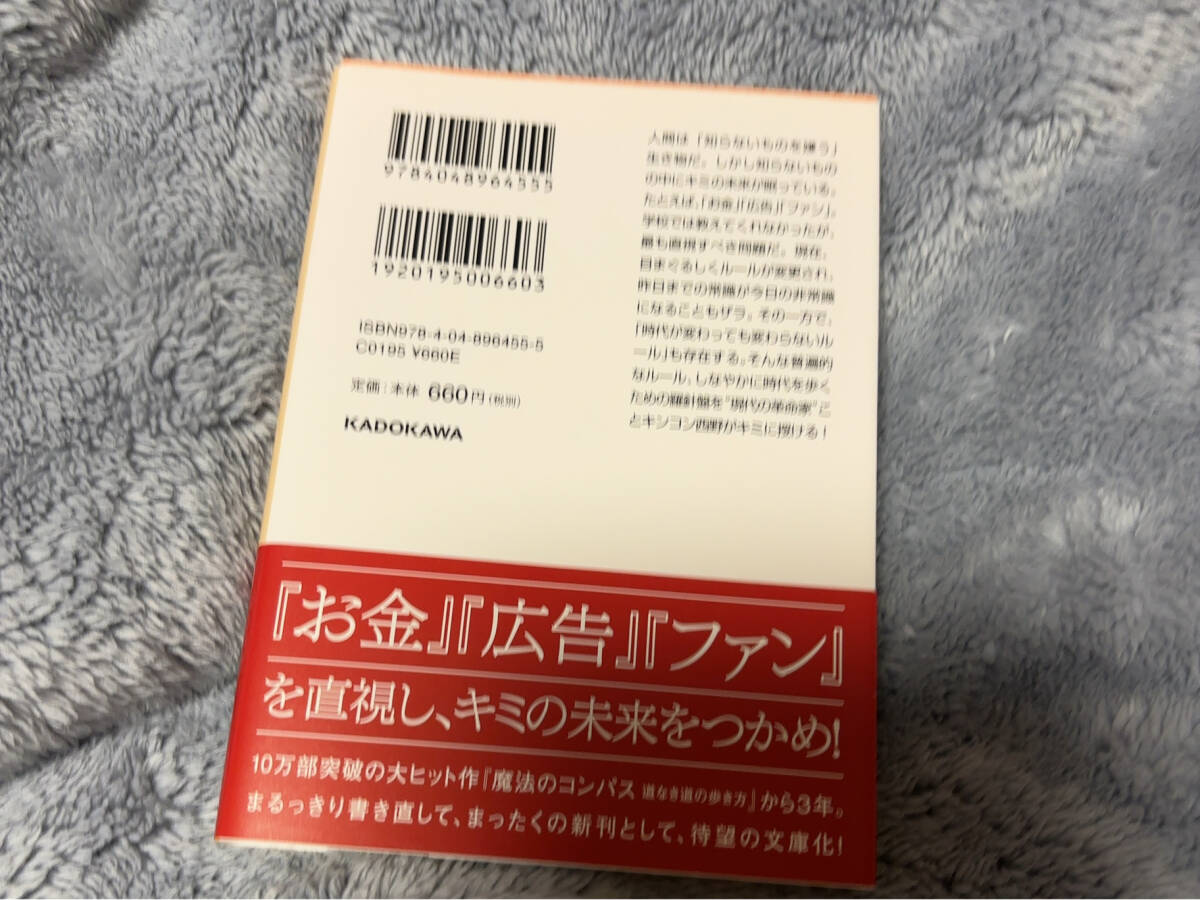 9784048964555
1920195006603
ISBN978-4-04-896455-5
C0195 ¥660E
定価:本体 660円(税別)
KADOKAWA
人間は「知らないものを嫌う」
生き物だ。しかし知らないもの
の中にキミの未来が眠っている。
たとえば、「お金」「広告」「ファン」。
学校では教えてくれなかったが、
最も直視すべき問題だ。現在、
目まぐるしくルールが変更され、
昨日までの常識が今日の非常識
になることもザラ。その一方で、
「時代が変わっても変わらないル
ール」も存在する。そんな普遍的
なルール、しなやかに時代を歩く
ための羅針盤を"現代の革命家"こ
とキンコン西野がキミに授ける!
『お金』『広告』『ファン』
を直視し、キミの未来をつかめ!
10万部突破の大ヒット作『魔法のコンパス 道なき道の歩き方』から3年。
まるっきり書き直して、まったくの新刊として、待望の文庫化!